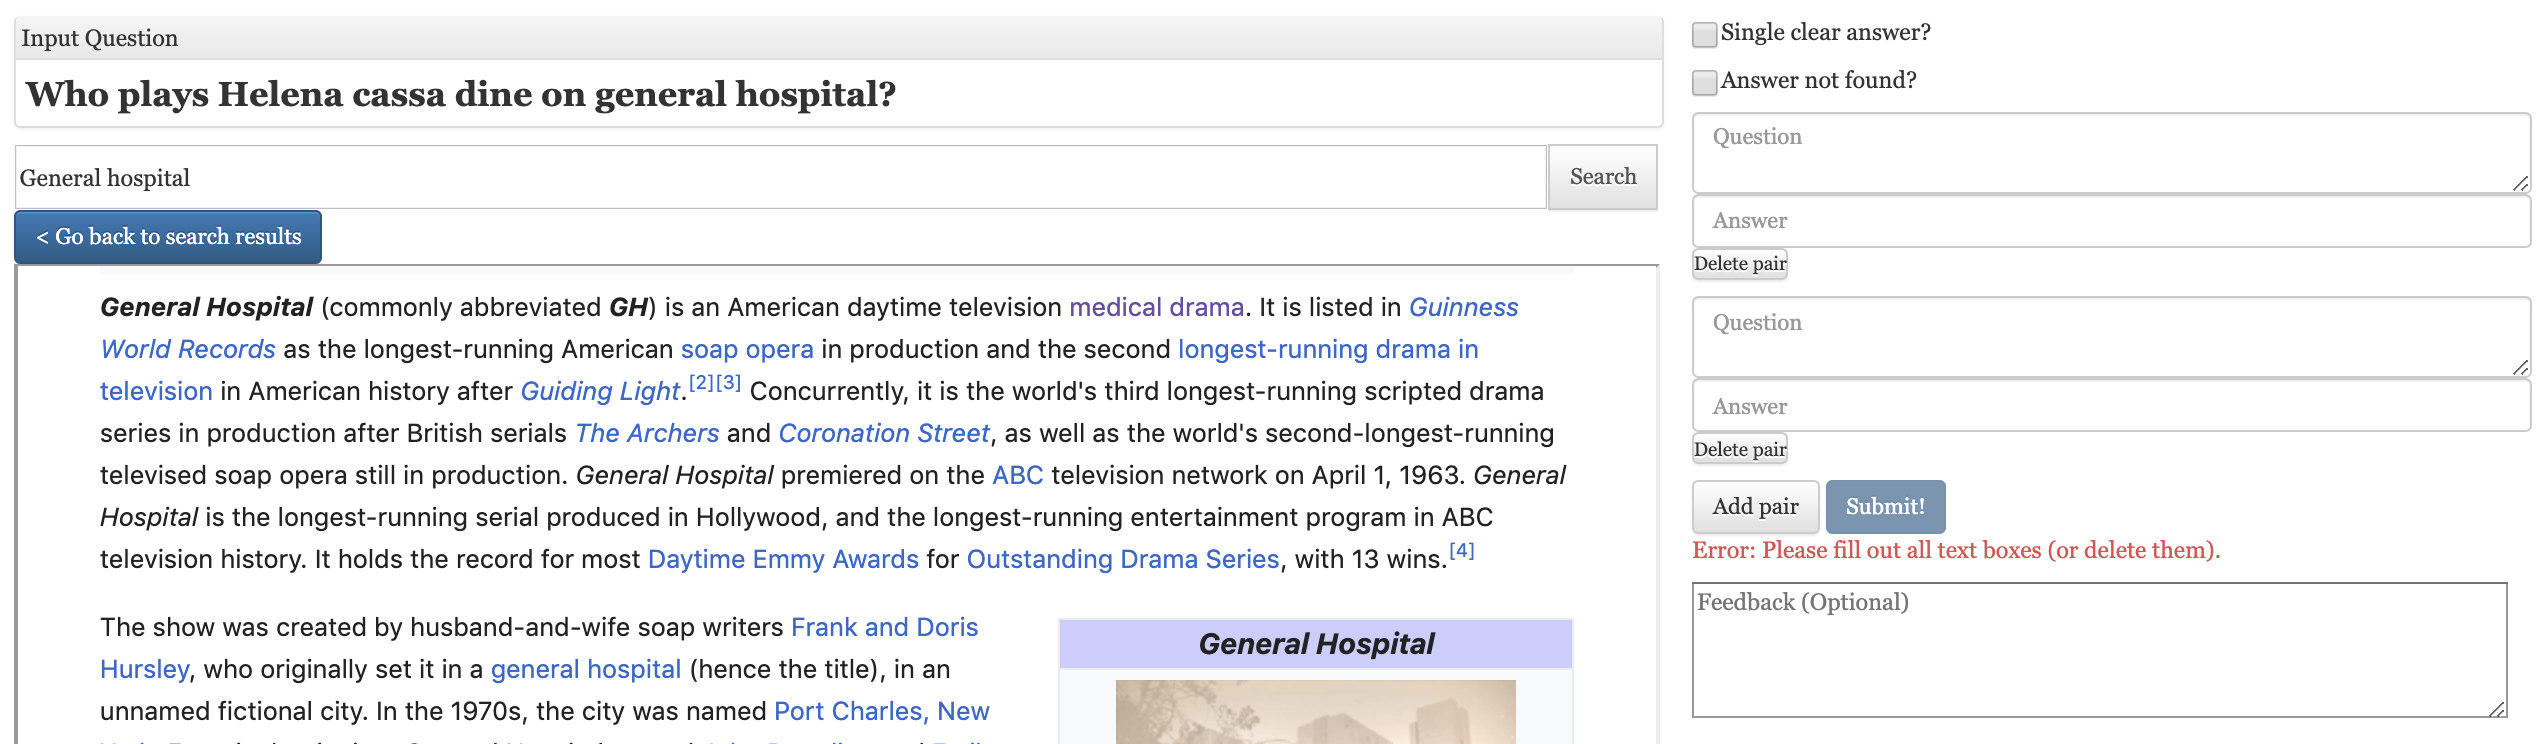 Input Question
Who plays Helena cassa dine on general hospital?
General hospital
Search
< Go back to search results
General Hospital (commonly abbreviated GH) is an American daytime television medical drama. It is listed in Guinness
World Records as the longest-running American soap opera in production and the second longest-running drama in
television in American history after Guiding Light.[2][3] Concurrently, it is the world's third longest-running scripted drama
series in production after British serials The Archers and Coronation Street, as well as the world's second-longest-running
televised soap opera still in production. General Hospital premiered on the ABC television network on April 1, 1963. General
Hospital is the longest-running serial produced in Hollywood, and the longest-running entertainment program in ABC
television history. It holds the record for most Daytime Emmy Awards for Outstanding Drama Series, with 13 wins.[4]
The show was created by husband-and-wife soap writers Frank and Doris
Hursley, who originally set it in a general hospital (hence the title), in an
unnamed fictional city. In the 1970s, the city was named Port Charles, New
General Hospital
Single clear answer?
Answer not found?
Question
Answer
Delete pair
Question
Answer
Delete pair
Add pair
Submit!
Error: Please fill out all text boxes (or delete them).
Feedback (Optional)